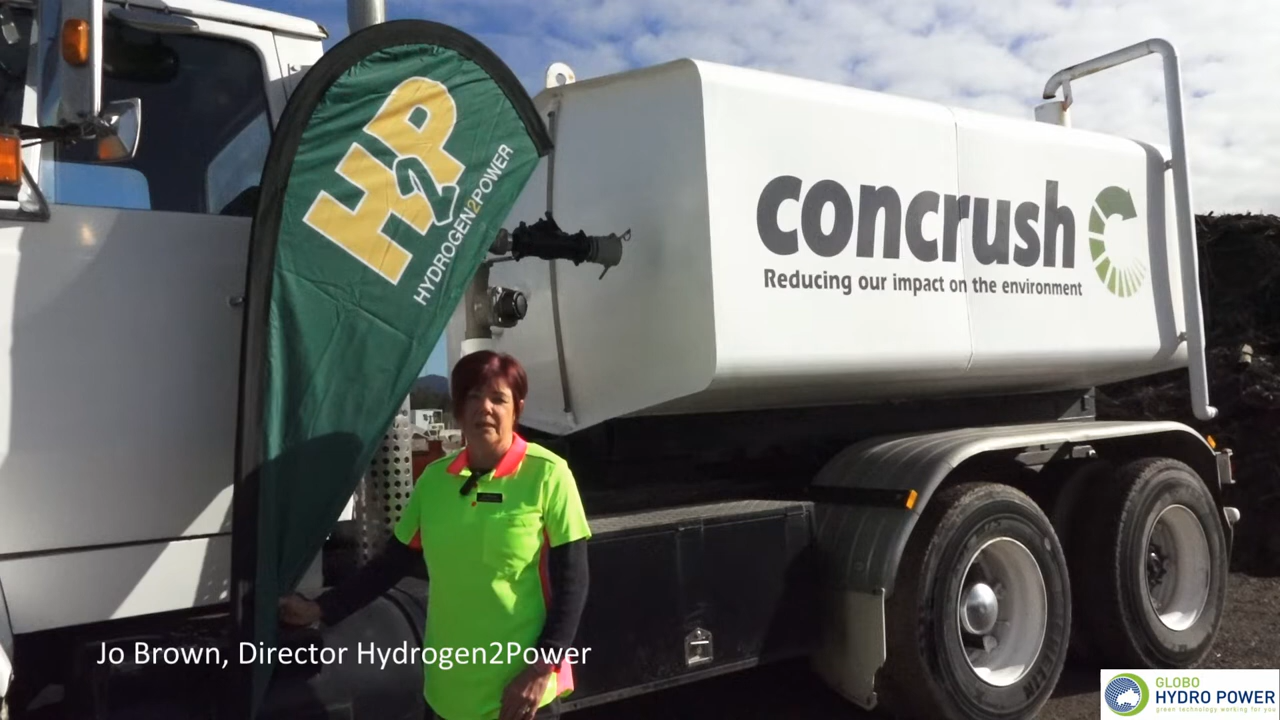 H2P
HYDROGEN2POWER
concrush
Reducing our impact on the environment
Jo Brown, Director Hydrogen2Power
GLOBO
HYDRO POWER
green technology working for you